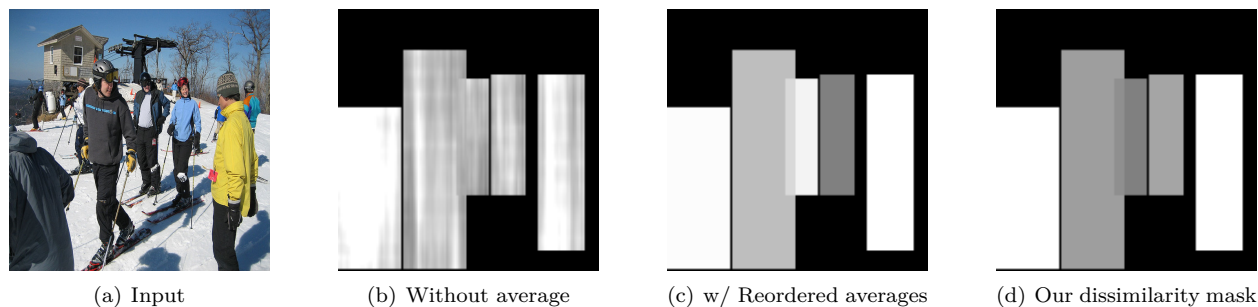 (a) Input
(b) Without average
(c) w/ Reordered averages
(d) Our dissimilarity mask